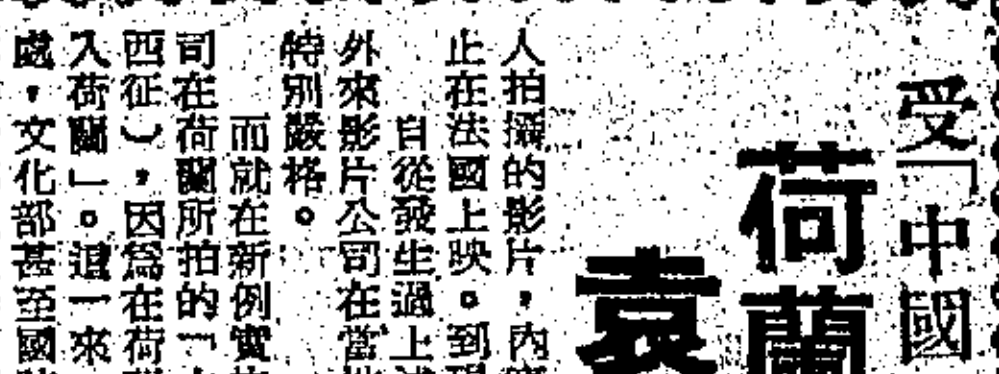 受「中國
荷蘭
袁
人拍攝的影片，內
止在法國上映。到
自從發生過上
外來影片公司在當
特別嚴格。
而就在新例實
司在荷蘭所拍的「
西征），因為在荷
入荷蘭」。這一來
處，文化部甚至國